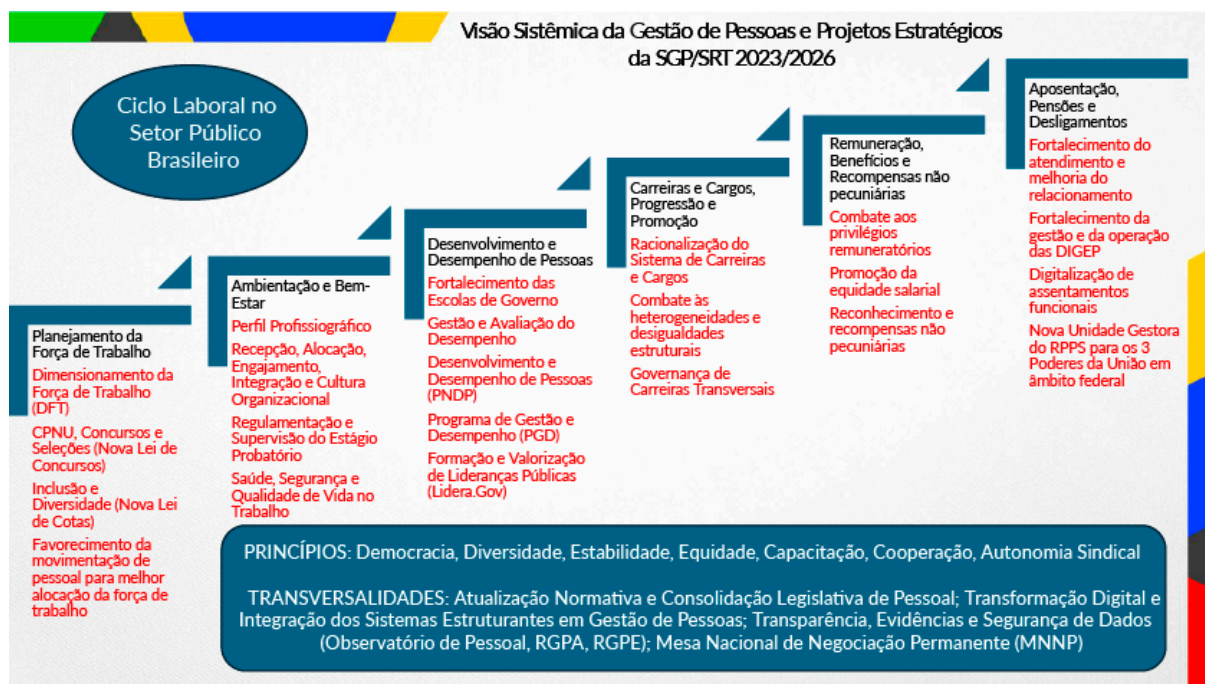 Visão Sistêmica da Gestão de Pessoas e Projetos Estratégicos
da SGP/SRT 2023/2026
Ciclo Laboral no
Setor Público
Brasileiro
Planejamento da
Força de Trabalho
Dimensionamento da
Força de Trabalho
(DFT)
CPNU, Concursos e
Seleções (Nova Lei de
Concursos)
Inclusão e
Diversidade (Nova Lei
de Cotas)
Favorecimento da
movimentação de
pessoal para melhor
alocação da força de
trabalho
Ambientação e Bem-
Estar
Perfil Profissiográfico
Recepção, Alocação,
Engajamento,
Integração e Cultura
Organizacional
Regulamentação e
Supervisão do Estágio
Probatório
Saúde, Segurança e
Qualidade de Vida no
Trabalho
Desenvolvimento e
Desempenho de Pessoas
Fortalecimento das
Escolas de Governo
Gestão e Avaliação do
Desempenho
Desenvolvimento e
Desempenho de Pessoas
(PNDP)
Programa de Gestão e
Desempenho (PGD)
Formação e Valorização
de Lideranças Públicas
(Lidera.Gov)
Carreiras e Cargos,
Progressão e
Promoção
Racionalização do
Sistema de Carreiras
e Cargos
Combate às
heterogeneidades e
desigualdades
estruturais
Governança de
Carreiras Transversais
Remuneração,
Benefícios e
Recompensas não
pecuniárias
Combate aos
privilégios
remuneratórios
Promoção da
equidade salarial
Reconhecimento e
recompensas não
pecuniárias
Aposentação,
Pensões e
Desligamentos
Fortalecimento do
atendimento e
melhoria do
relacionamento
Fortalecimento da
gestão e da operação
das DIGEP
Digitalização de
assentamentos
funcionais
Nova Unidade Gestora
do RPPS para os 3
Poderes da União em
âmbito federal
PRINCÍPIOS: Democracia, Diversidade, Estabilidade, Equidade, Capacitação, Cooperação, Autonomia Sindical
TRANSVERSALIDADES: Atualização Normativa e Consolidação Legislativa de Pessoal; Transformação Digital e
Integração dos Sistemas Estruturantes em Gestão de Pessoas; Transparência, Evidências e Segurança de Dados
(Observatório de Pessoal, RGPA, RGPE); Mesa Nacional de Negociação Permanente (MNNP)